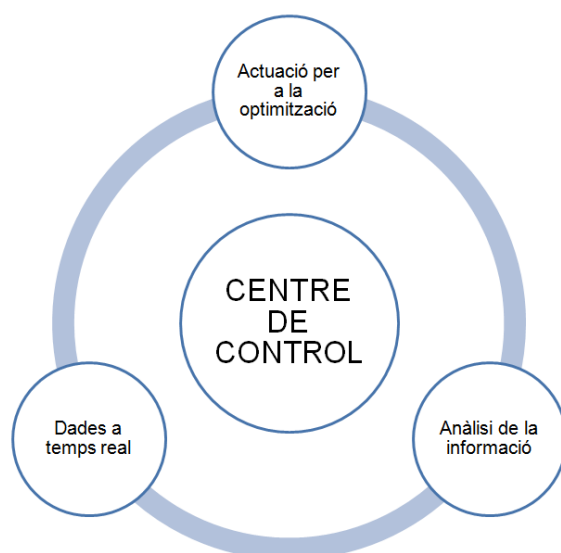 Actuació per
a la
optimització
CENTRE
DE
CONTROL
Dades a
temps real
Anàlisi de la
informació